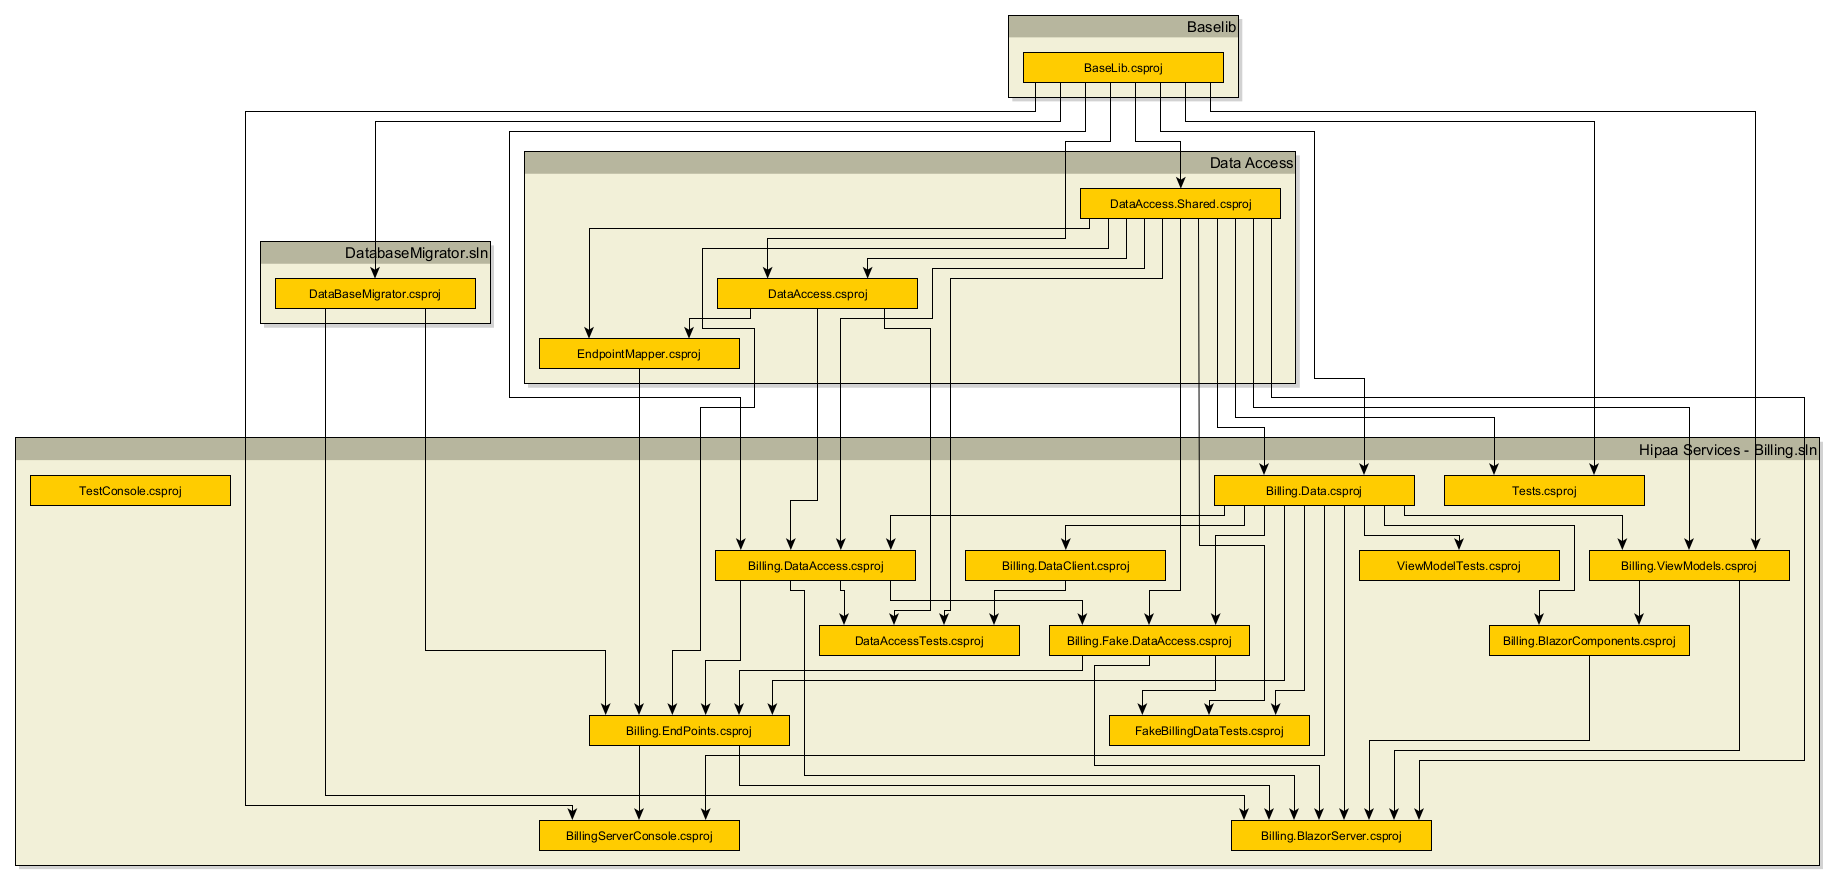 Baselib
BaseLib.csproj
Data Access
DataAccess.Shared.csproj
DatabaseMigrator.sln
DataBaseMigrator.csproj
DataAccess.csproj
EndpointMapper.csproj
Hipaa Services - Billing.sln
TestConsole.csproj
Billing.Data.csproj
Tests.csproj
Billing.DataAccess.csproj
Billing.DataClient.csproj
ViewModelTests.csproj
Billing.ViewModels.csproj
DataAccessTests.csproj
Billing.Fake.DataAccess.csproj
Billing.BlazorComponents.csproj
Billing.EndPoints.csproj
FakeBillingDataTests.csproj
BillingServerConsole.csproj
Billing.BlazorServer.csproj